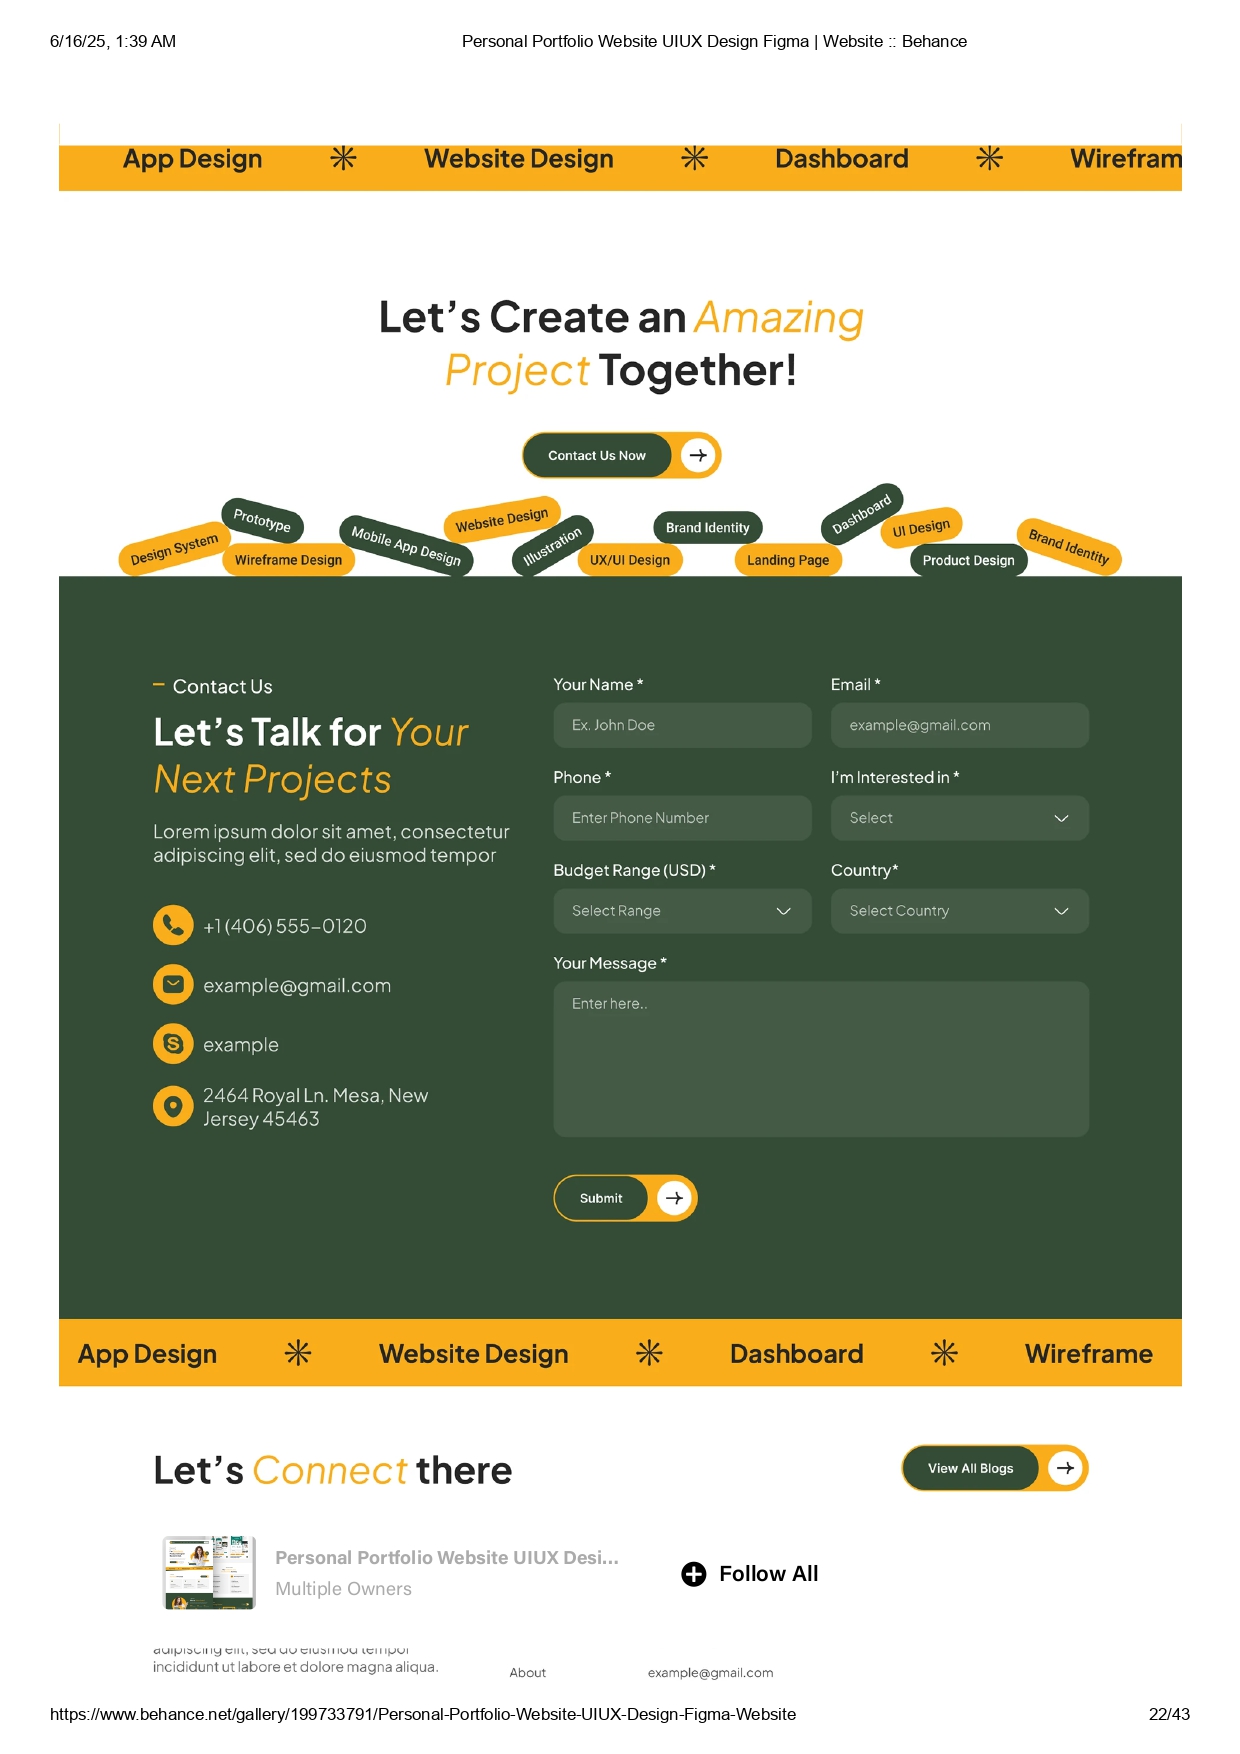 6/16/25, 1:39 AM
Personal Portfolio Website UIUX Design Figma | Website :: Behance
App Design Website Design Dashboard Wirefram
Let's Create an Amazing
Project Together!
Contact Us Now
Design System
Prototype
Wireframe Design
Mobile App Design
Website Design
Illustration
UX/UI Design
Brand Identity
Landing Page
Dashboard
UI Design
Product Design
Brand Identity
– Contact Us
Let's Talk for Your
Next Projects
Lorem ipsum dolor sit amet, consectetur
adipiscing elit, sed do eiusmod tempor
+1 (406) 555-0120
example@gmail.com
example
2464 Royal Ln. Mesa, New
Jersey 45463
Your Name *
Ex. John Doe
Email *
example@gmail.com
Phone *
Enter Phone Number
I'm Interested in *
Select
Budget Range (USD) *
Select Range
Country*
Select Country
Your Message *
Enter here..
Submit
App Design Website Design Dashboard Wireframe
Let's Connect there
View All Blogs
Personal Portfolio Website UIUX Desi...
Multiple Owners
Follow All
adipiscing elit, sed do eiusmod tempor
incididunt ut labore et dolore magna aliqua.
About
example@gmail.com
https://www.behance.net/gallery/199733791/Personal-Portfolio-Website-UIUX-Design-Figma-Website
22/43